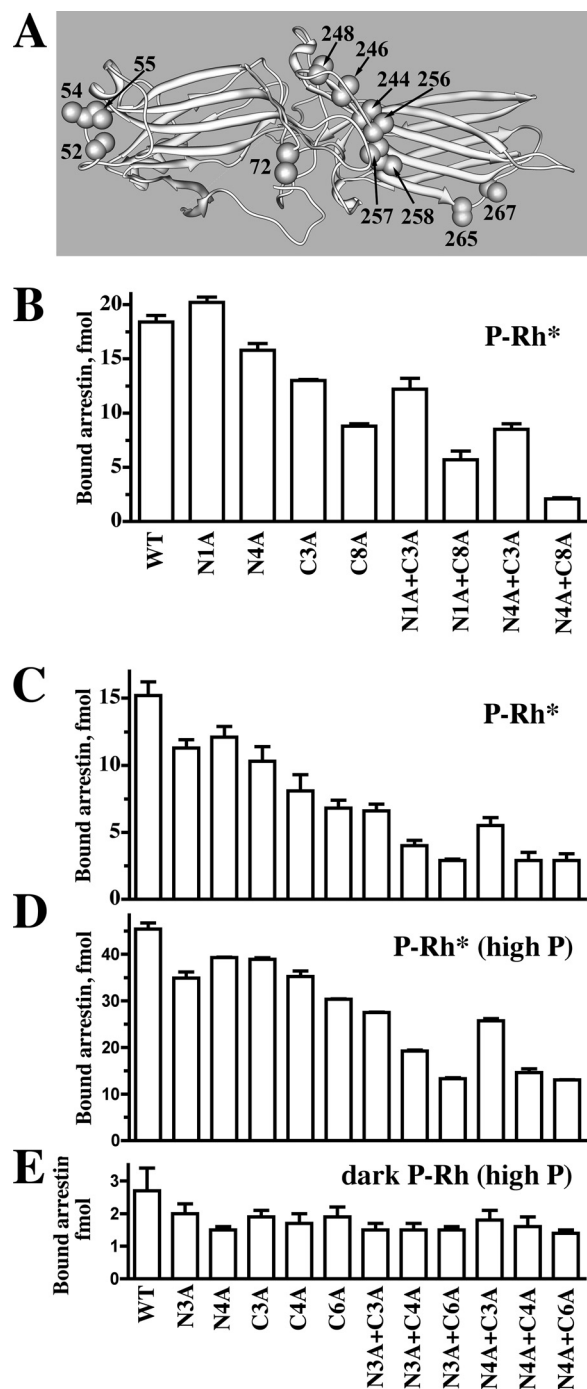 A
248
246
54
55
244
256
52
72
257
258
267
265
B
P-Rh*
Bound arrestin, fmol
20
15
10
5
0
WT
N1A
N4A
C3A
C8A
N1A+C3A
N1A+C8A
N4A+C3A
N4A+C8A
C
P-Rh*
Bound arrestin, fmol
15
10
5
0
D
P-Rh* (high P)
Bound arrestin, fmol
40
30
20
10
0
E
dark P-Rh (high P)
Bound arrestin
fmol
3
2
1
0
WT
N3A
N4A
C3A
C4A
C6A
N3A+C3A
N3A+C4A
N3A+C6A
N4A+C3A
N4A+C4A
N4A+C6A